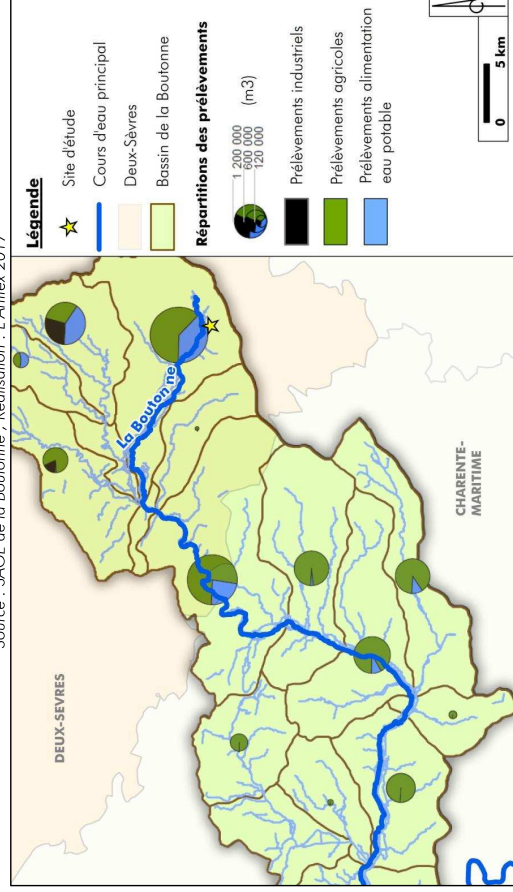 Source : SAGE de la Boutonne ; Réalisation : L'Artifex 2017
DEUX-SEVRES
La Boutonne
CHARENTE-
MARITIME
Légende
Site d'étude
Cours d'eau principal
Deux-Sèvres
Bassin de la Boutonne
Répartitions des prélèvements
1 200 000
600 000
120 000
(m3)
Prélèvements industriels
Prélèvements agricoles
Prélèvements alimentation
eau potable
0 5 km